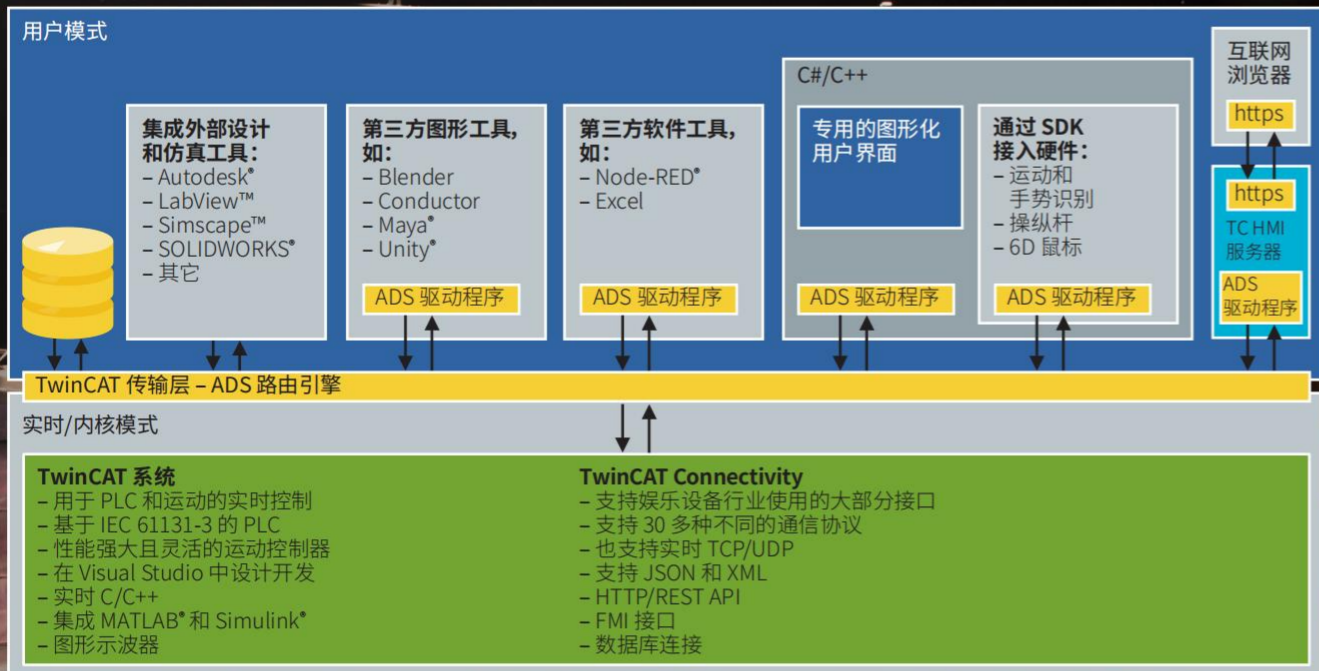 用户模式
集成外部设计
和仿真工具：
– Autodesk®
– LabView™
– Simscape™
– SOLIDWORKS®
– 其它
第三方图形工具，
如：
– Blender
– Conductor
– Maya®
– Unity®
ADS 驱动程序
第三方软件工具，
如：
– Node-RED®
– Excel
ADS 驱动程序
C#/C++
专用的图形化
用户界面
ADS 驱动程序
通过 SDK
接入硬件：
– 运动和
手势识别
– 操纵杆
– 6D 鼠标
ADS 驱动程序
互联网
浏览器
https
https
TC HMI
服务器
ADS
驱动程序
TwinCAT 传输层 – ADS 路由引擎
实时/内核模式
TwinCAT 系统
– 用于 PLC 和运动的实时控制
– 基于 IEC 61131-3 的 PLC
– 性能强大且灵活的运动控制器
– 在 Visual Studio 中设计开发
– 实时 C/C++
– 集成 MATLAB® 和 Simulink®
– 图形示波器
TwinCAT Connectivity
– 支持娱乐设备行业使用的大部分接口
– 支持 30 多种不同的通信协议
– 也支持实时 TCP/UDP
– 支持 JSON 和 XML
– HTTP/REST API
– FMI 接口
– 数据库连接